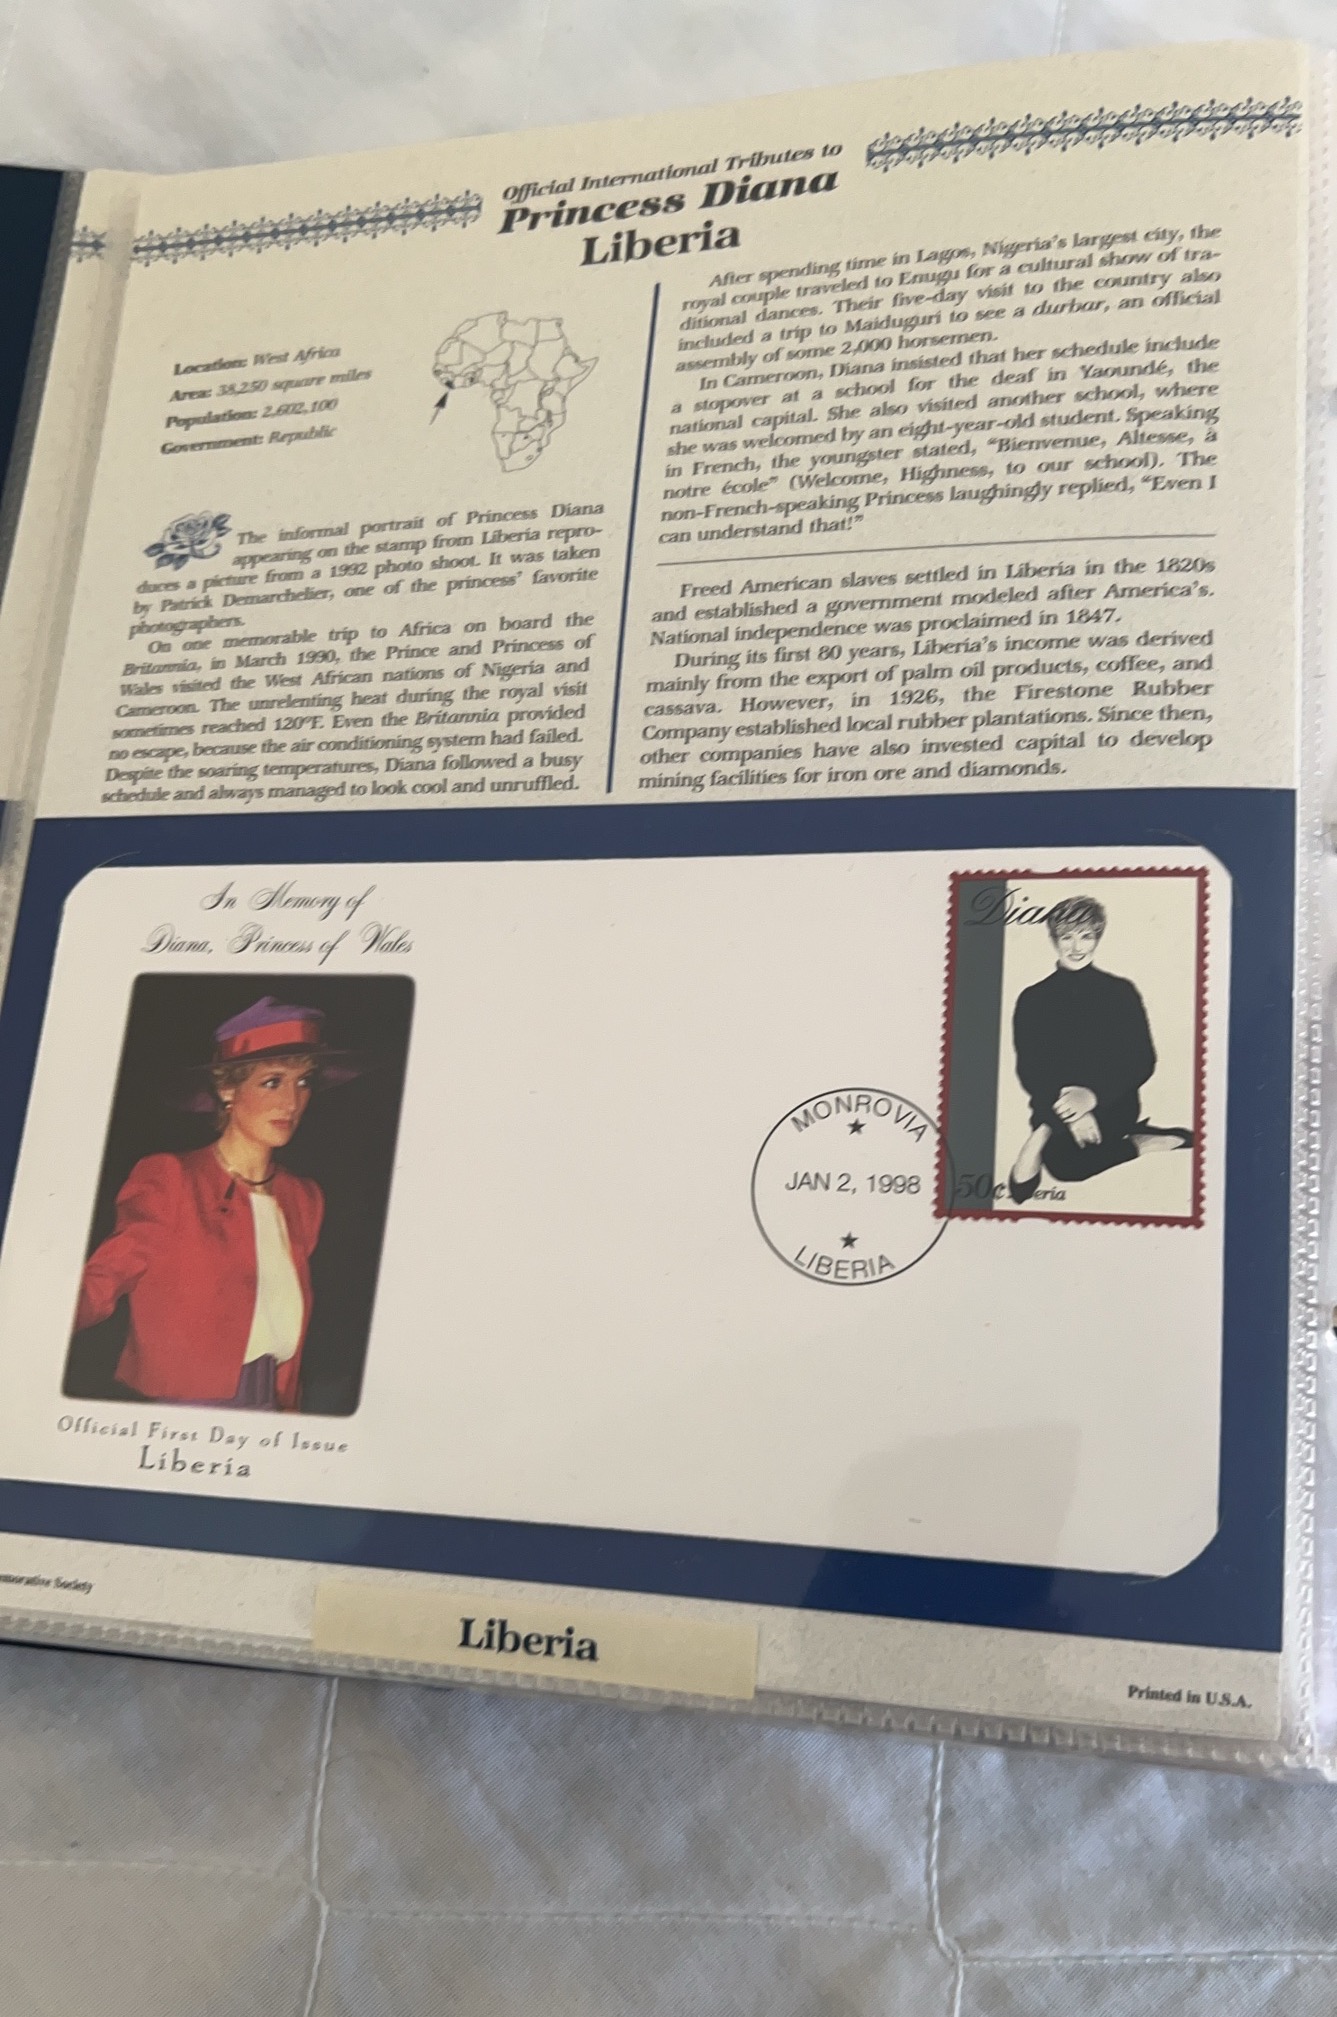 Official International Tributes to
Princess Diana
Liberia
Location: West Africa
Area: 38,250 square miles
Population: 2,602,100
Government: Republic
The informal portrait of Princess Diana
appearing on the stamp from Liberia repro-
duces a picture from a 1992 photo shoot. It was taken
by Patrick Demarchelier, one of the princess' favorite
photographers.
On one memorable trip to Africa on board the
Britannia, in March 1990, the Prince and Princess of
Wales visited the West African nations of Nigeria and
Cameroon. The unrelenting heat during the royal visit
sometimes reached 120°F. Even the Britannia provided
no escape, because the air conditioning system had failed.
Despite the soaring temperatures, Diana followed a busy
schedule and always managed to look cool and unruffled.
After spending time in Lagos, Nigeria's largest city, the
royal couple traveled to Enugu for a cultural show of tra-
ditional dances. Their five-day visit to the country also
included a trip to Maiduguri to see a durbar, an official
assembly of some 2,000 horsemen.
In Cameroon, Diana insisted that her schedule include
a stopover at a school for the deaf in Yaoundé, the
national capital. She also visited another school, where
she was welcomed by an eight-year-old student. Speaking
in French, the youngster stated, “Bienvenue, Altesse, à
notre école” (Welcome, Highness, to our school). The
non-French-speaking Princess laughingly replied, “Even I
can understand that!”
Freed American slaves settled in Liberia in the 1820s
and established a government modeled after America's.
National independence was proclaimed in 1847.
During its first 80 years, Liberia's income was derived
mainly from the export of palm oil products, coffee, and
cassava. However, in 1926, the Firestone Rubber
Company established local rubber plantations. Since then,
other companies have also invested capital to develop
mining facilities for iron ore and diamonds.
In Memory of
Diana, Princess of Wales
Official First Day of Issue
Liberia
Diana
50¢
MONROVIA
JAN 2, 1998
LIBERIA
Society
Liberia
Printed in U.S.A.